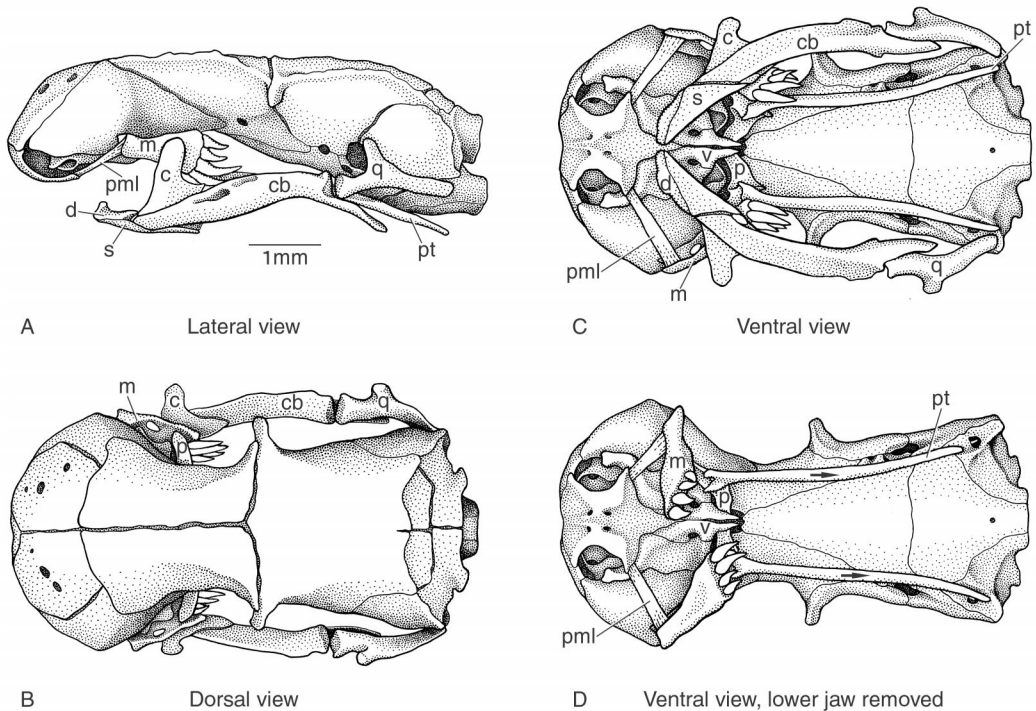 m
c
cb
q
pml
d
s
pt
1mm
A
Lateral view
c
cb
pt
s
v
p
d
pml
m
q
C
Ventral view
m
c
cb
q
p
B
Dorsal view
pt
m
p
v
pml
D
Ventral view, lower jaw removed